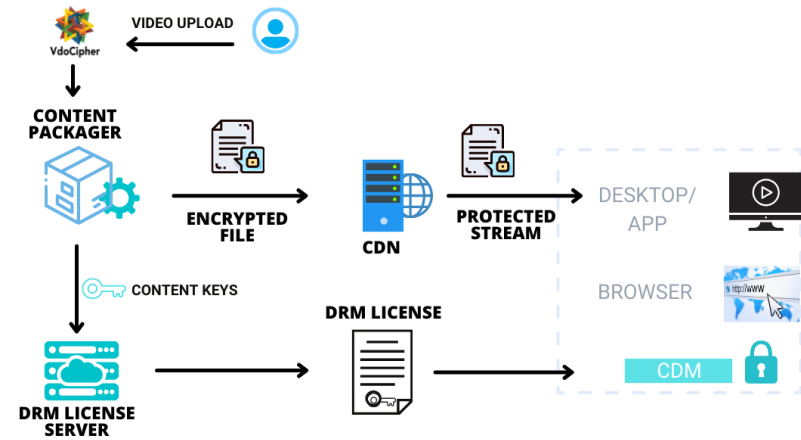 VIDEO UPLOAD
VdoCipher
CONTENT
PACKAGER
ENCRYPTED
FILE
CDN
PROTECTED
STREAM
DESKTOP/
APP
http://www
BROWSER
CONTENT KEYS
DRM LICENSE
CDM
DRM LICENSE
SERVER